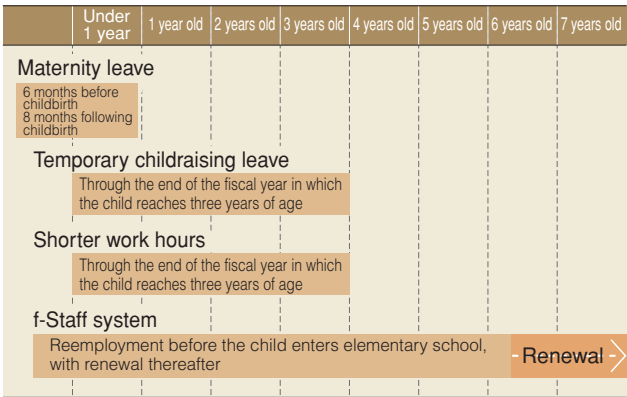 Under
1 year
1 year old
2 years old
3 years old
4 years old
5 years old
6 years old
7 years old
Maternity leave
6 months before
childbirth
8 months following
childbirth
Temporary childraising leave
Through the end of the fiscal year in which
the child reaches three years of age
Shorter work hours
Through the end of the fiscal year in which
the child reaches three years of age
f-Staff system
Reemployment before the child enters elementary school,
with renewal thereafter
Renewal